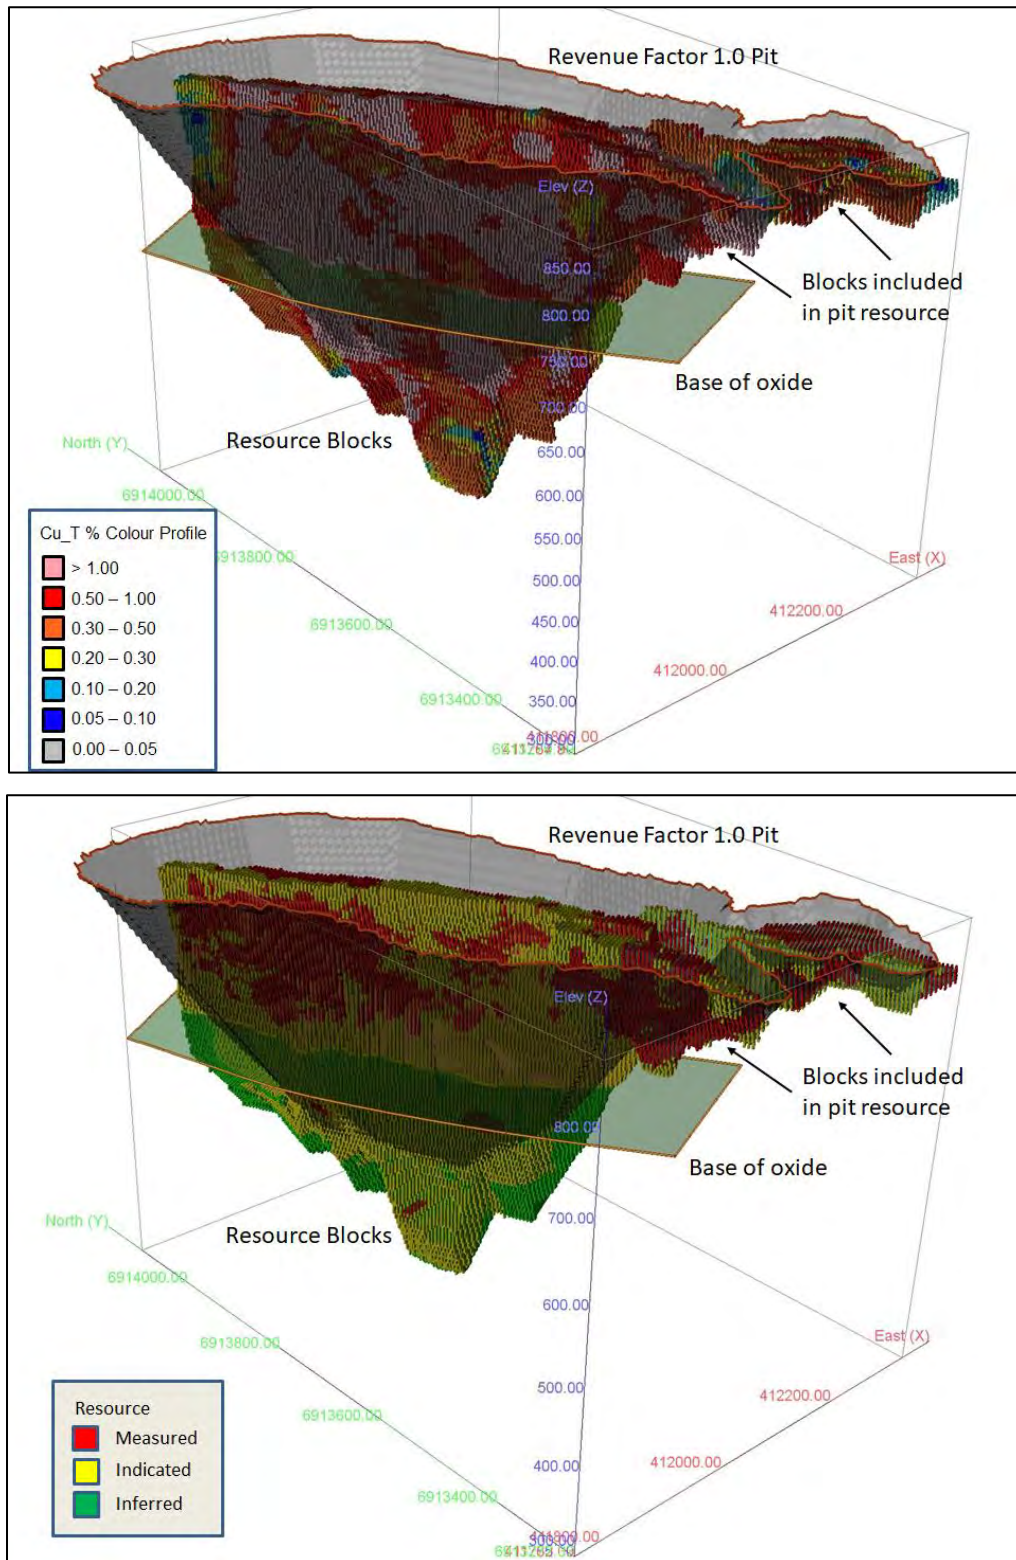 Revenue Factor 1.0 Pit
Elev (Z)
850.00
800.00
750.00
700.00
650.00
600.00
550.00
500.00
450.00
400.00
350.00
Blocks included
in pit resource
Base of oxide
Resource Blocks
North (Y)
6914000.00
6913800.00
6913600.00
6913400.00
East (X)
412200.00
412000.00
Cu_T % Colour Profile
> 1.00
0.50 – 1.00
0.30 – 0.50
0.20 – 0.30
0.10 – 0.20
0.05 – 0.10
0.00 – 0.05
Revenue Factor 1.0 Pit
Elev (Z)
800.00
700.00
600.00
500.00
400.00
Blocks included
in pit resource
Base of oxide
Resource Blocks
North (Y)
6914000.00
6913800.00
6913600.00
6913400.00
East (X)
412200.00
412000.00
Resource
Measured
Indicated
Inferred